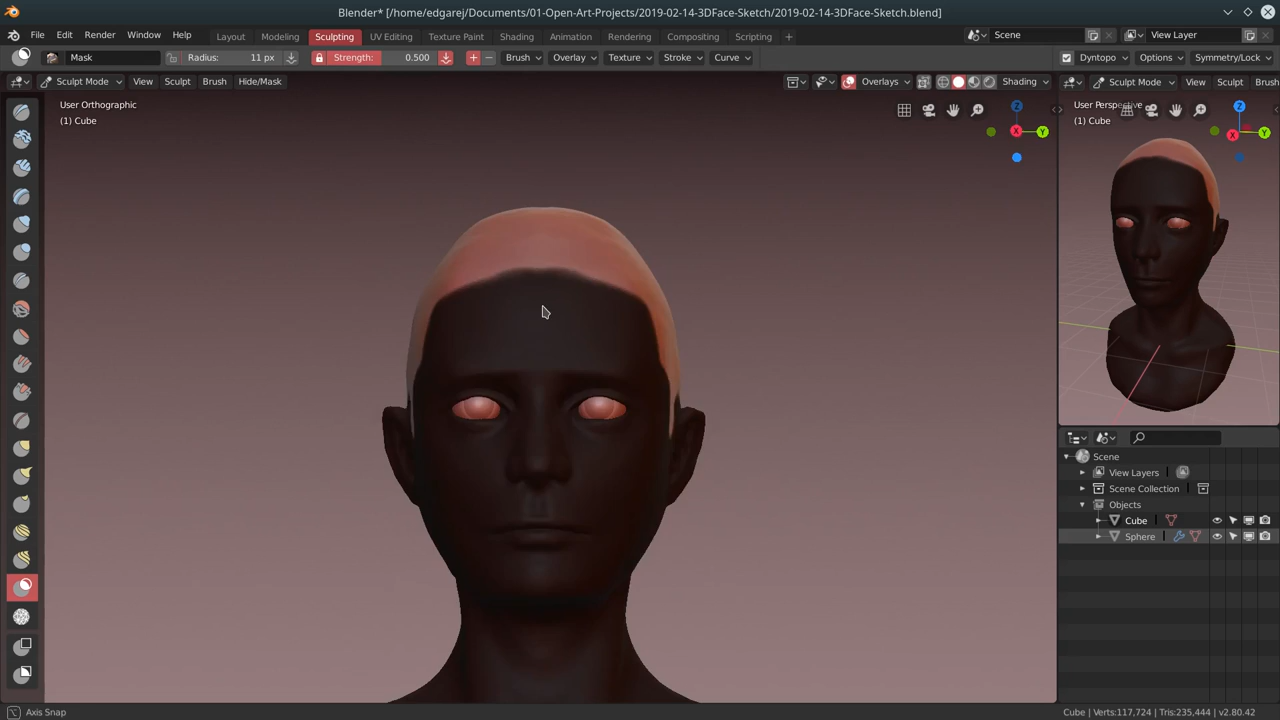 Blender* [/home/edgarej/Documents/01-Open-Art-Projects/2019-02-14-3DFace-Sketch/2019-02-14-3DFace-Sketch.blend]
File Edit Render Window Help Layout Modeling Sculpting UV Editing Texture Paint Shading Animation Rendering Compositing Scripting + Scene View Layer
Mask Radius: 11 px Strength: 0.500 + − Brush Overlay Texture Stroke Curve Dyntopo Options Symmetry/Lock
Sculpt Mode View Sculpt Brush Hide/Mask Overlays Shading Sculpt Mode View Sculpt Brush
User Orthographic
(1) Cube
Z
X
Y
User Perspective
(1) Cube
Z
X
Y
Scene
View Layers
Scene Collection
Objects
Cube
Sphere
Axis Snap
Cube | Verts:117,724 | Tris:235,444 | v2.80.42